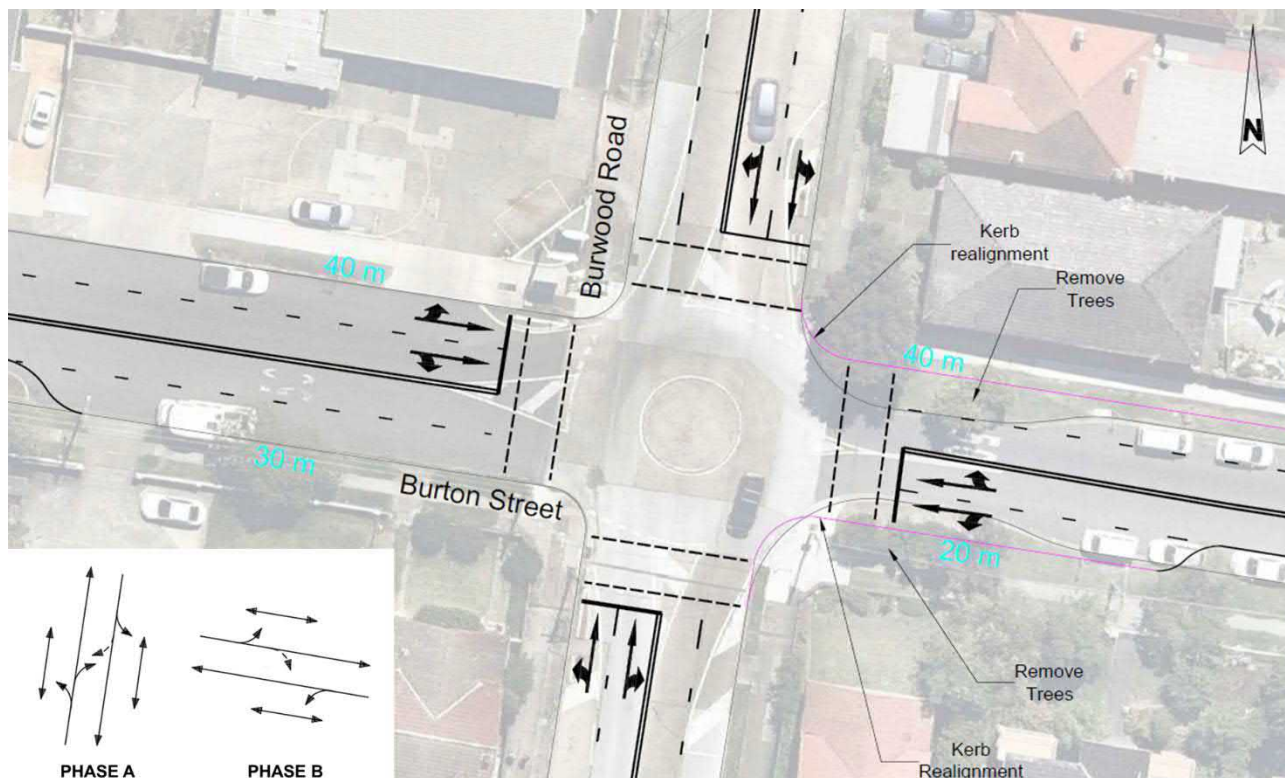 N
Burwood Road
Kerb
realignment
Remove
Trees
40 m
40 m
30 m
Burton Street
20 m
Remove
Trees
Kerb
Realignment
PHASE A
PHASE B